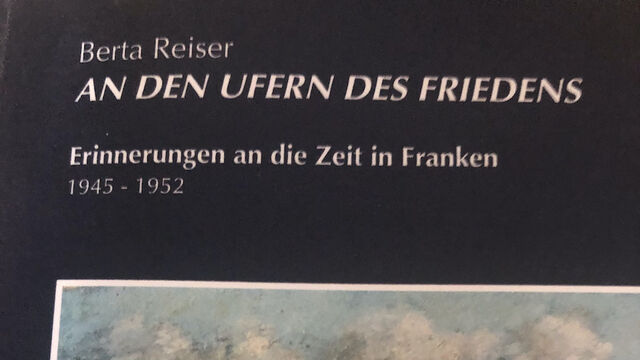 Berta Reiser
AN DEN UFERN DES FRIEDENS
Erinnerungen an die Zeit in Franken
1945 - 1952